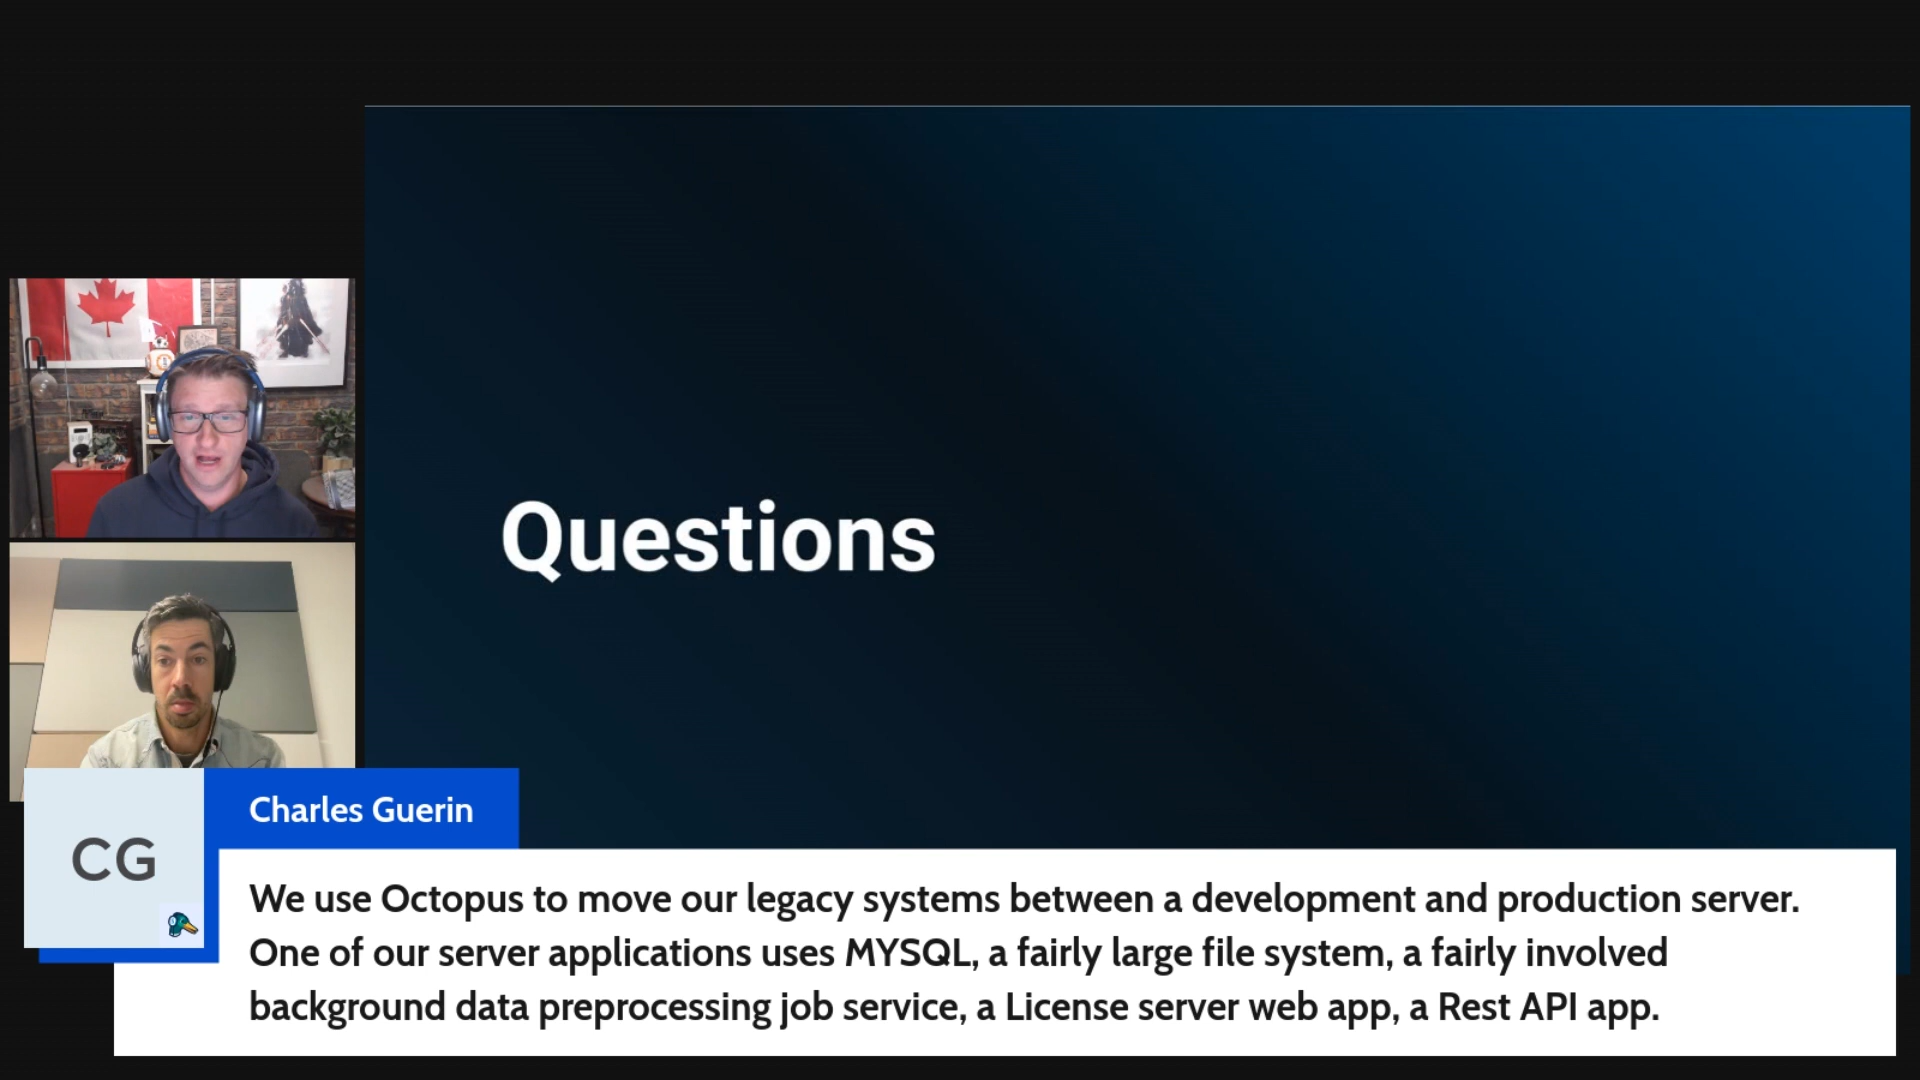 Questions
Charles Guerin
CG
We use Octopus to move our legacy systems between a development and production server.
One of our server applications uses MYSQL, a fairly large file system, a fairly involved
background data preprocessing job service, a License server web app, a Rest API app.